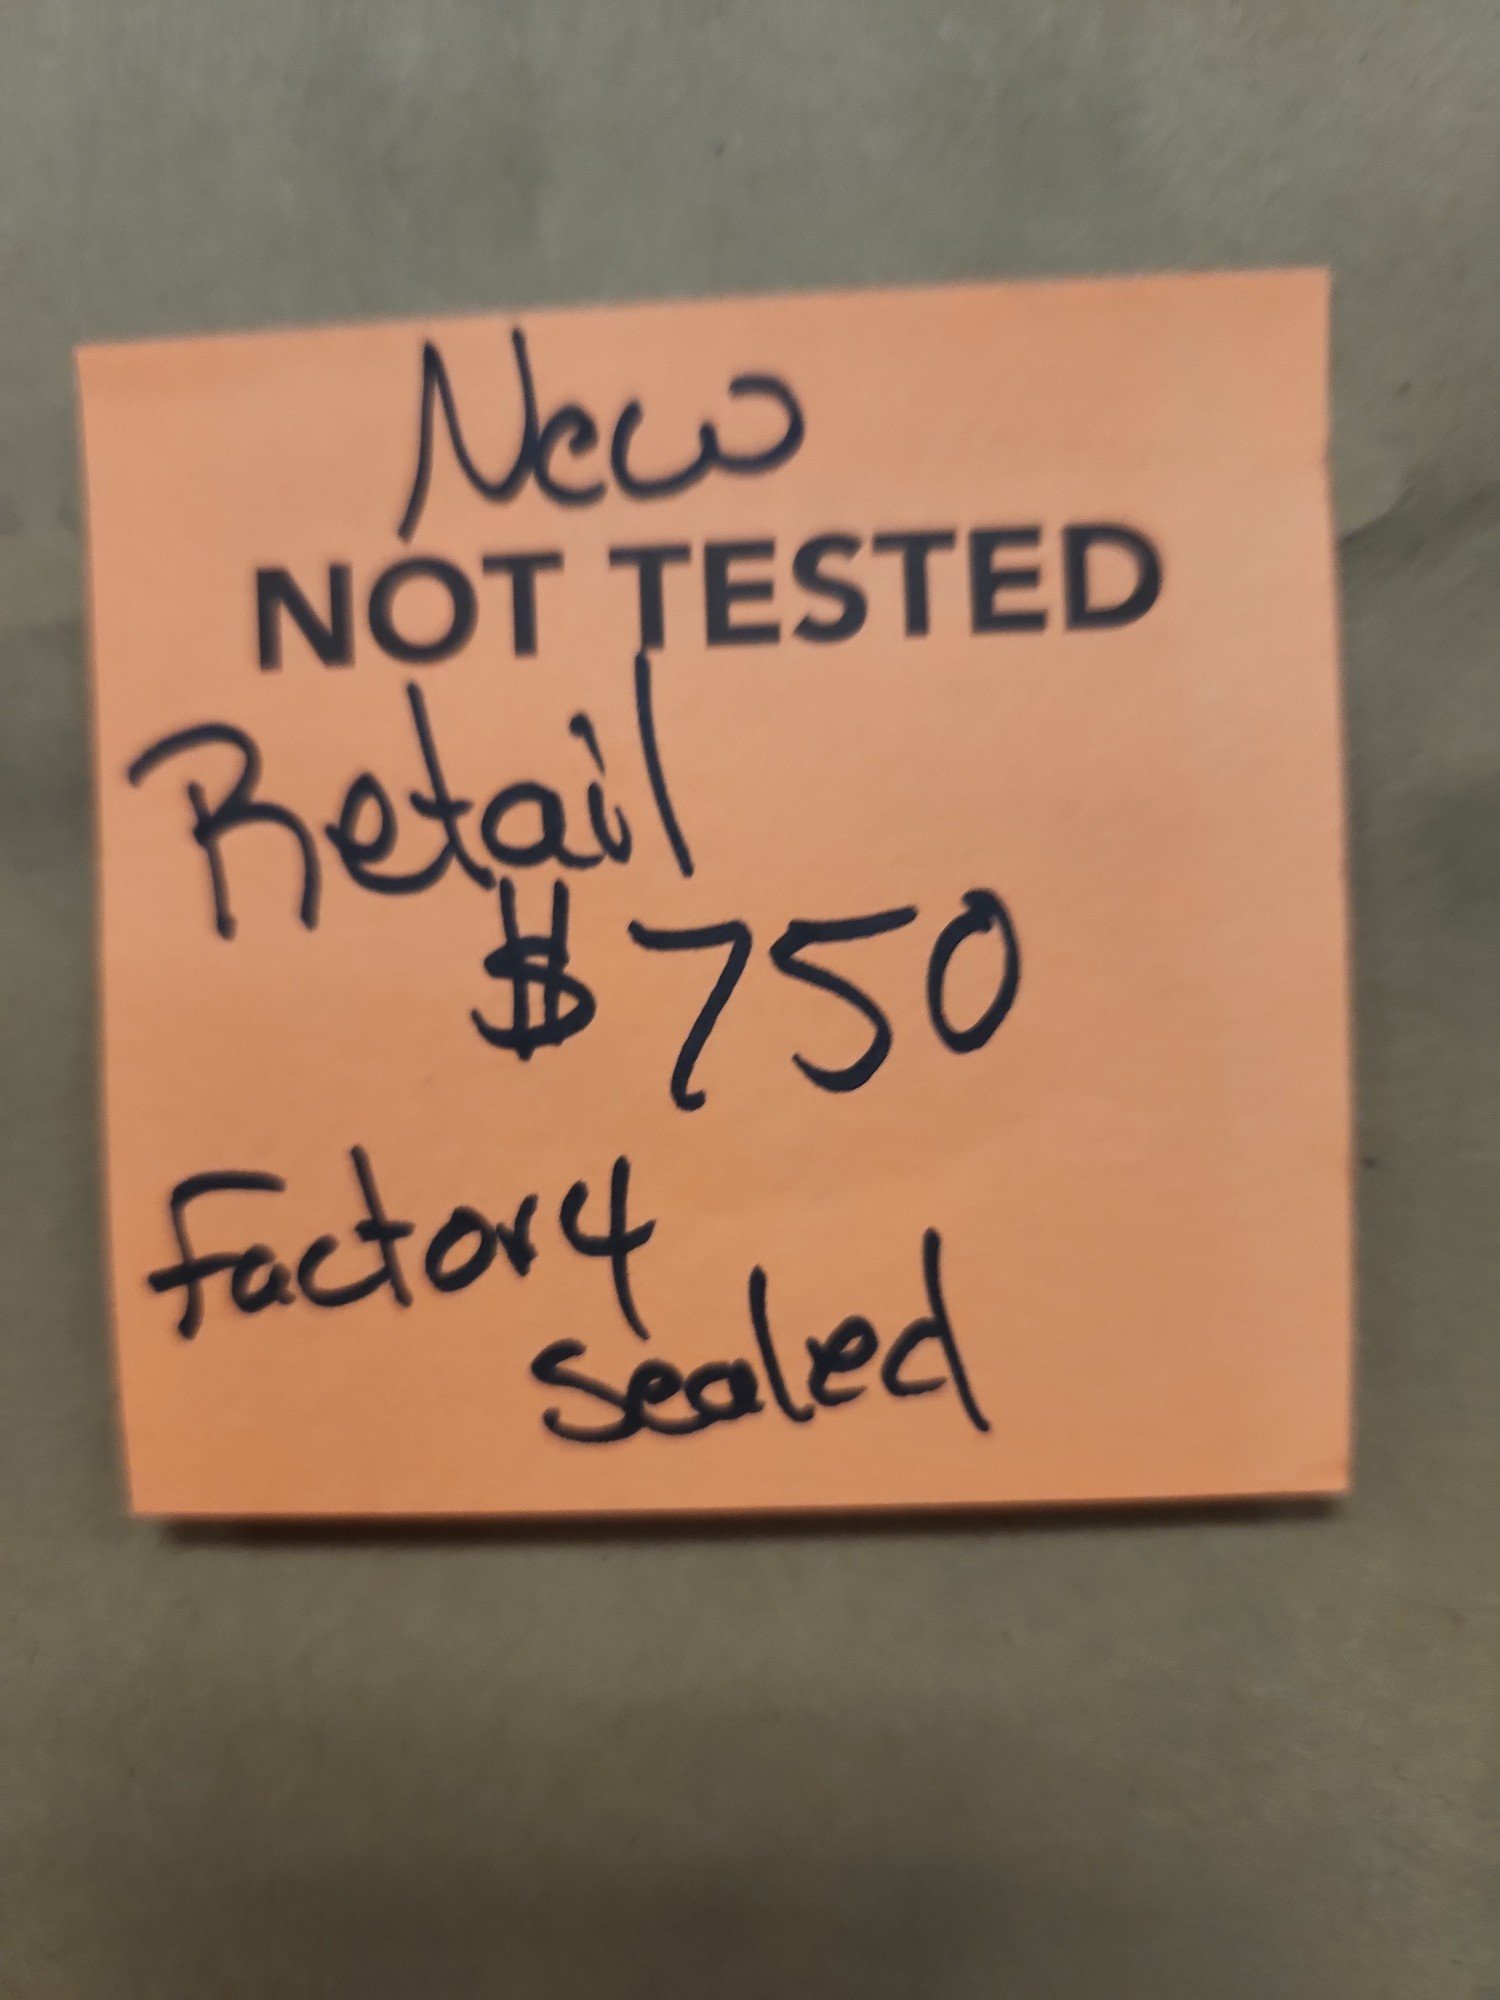 New
NOT TESTED
Retail
$750
Factory
sealed